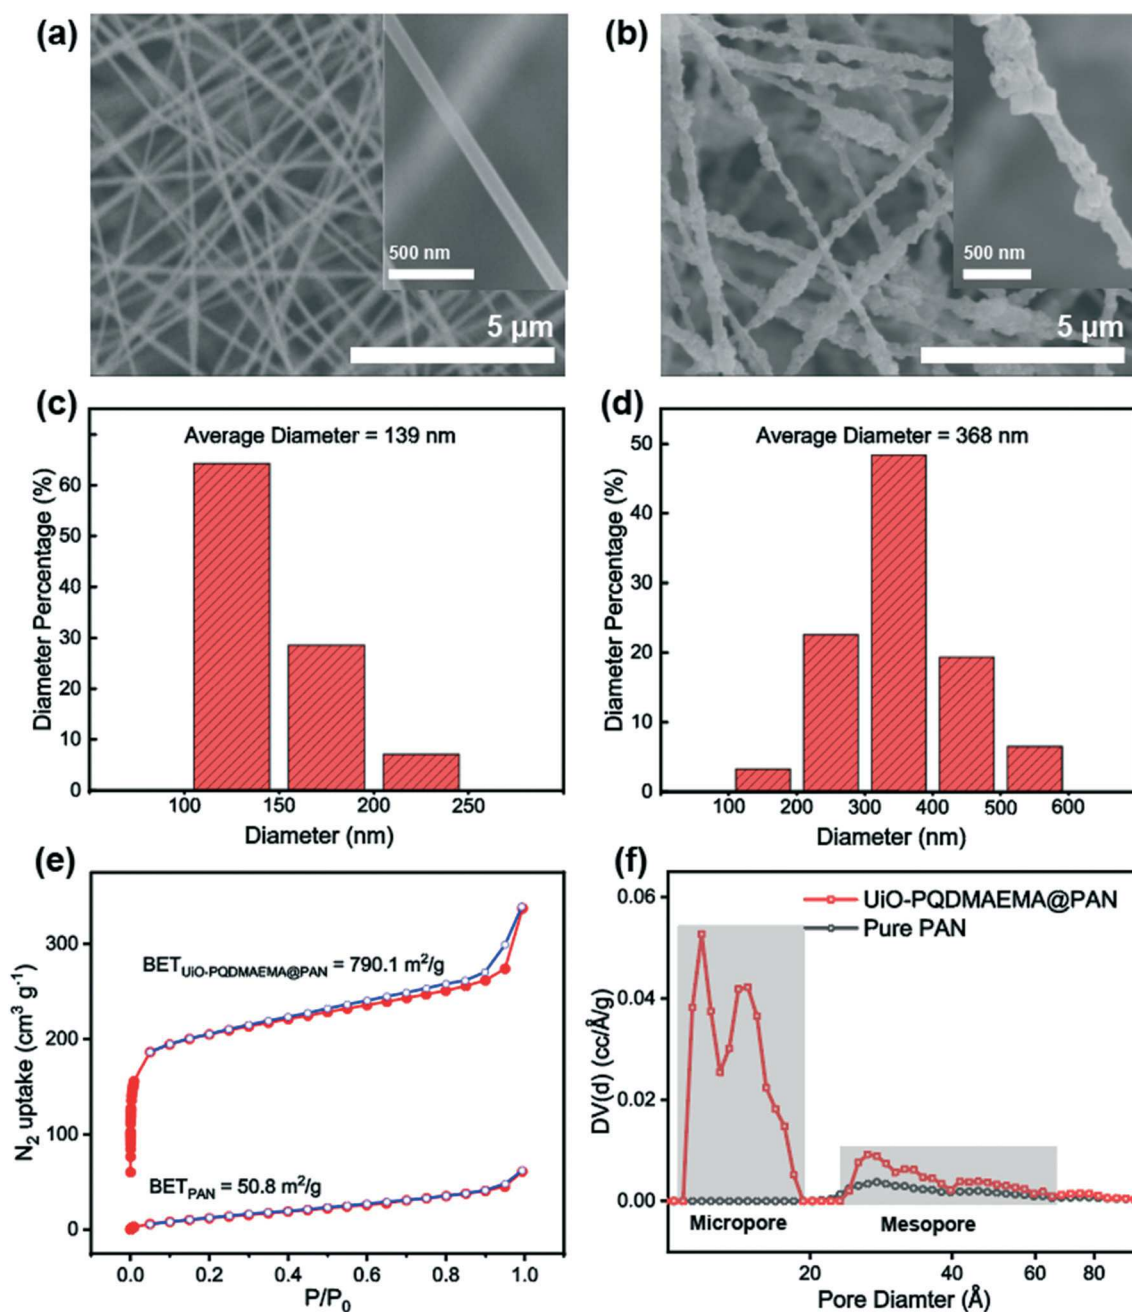 (a)
500 nm
5 µm
(b)
500 nm
5 µm
(c)
Average Diameter = 139 nm
Diameter Percentage (%)
60
50
40
30
20
10
0
100 150 200 250
Diameter (nm)
(d)
Average Diameter = 368 nm
Diameter Percentage (%)
50
40
30
20
10
0
100 200 300 400 500 600
Diameter (nm)
(e)
BET_UiO-PQDMAEMA@PAN = 790.1 m²/g
BET_PAN = 50.8 m²/g
N₂ uptake (cm³ g⁻¹)
300
200
100
0
0.0 0.2 0.4 0.6 0.8 1.0
P/P₀
(f)
UiO-PQDMAEMA@PAN
Pure PAN
DV(d) (cc/Å/g)
0.06
0.04
0.02
0.00
Micropore
Mesopore
20 40 60 80
Pore Diamter (Å)